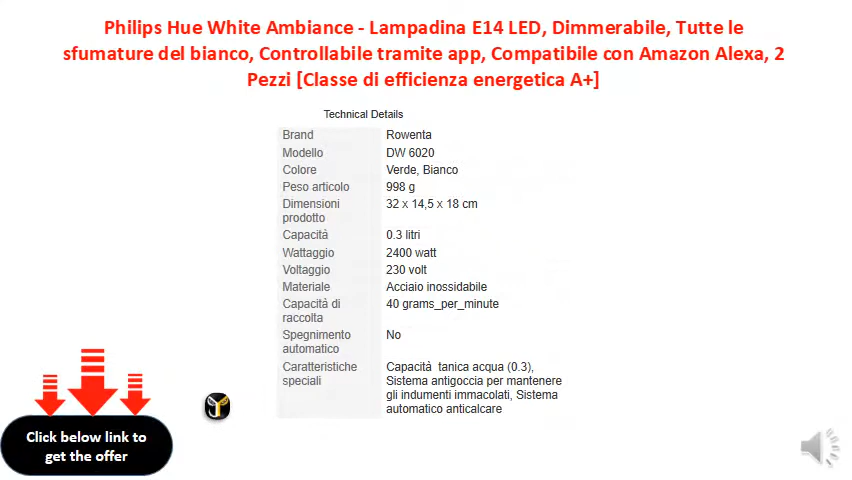 Philips Hue White Ambiance - Lampadina E14 LED, Dimmerabile, Tutte le
sfumature del bianco, Controllabile tramite app, Compatibile con Amazon Alexa, 2
Pezzi [Classe di efficienza energetica A+]
Technical Details
Brand Rowenta
Modello DW 6020
Colore Verde, Bianco
Peso articolo 998 g
Dimensioni 32 x 14,5 x 18 cm
prodotto
Capacità 0.3 litri
Wattaggio 2400 watt
Voltaggio 230 volt
Materiale Acciaio inossidabile
Capacità di 40 grams_per_minute
raccolta
Spegnimento No
automatico
Caratteristiche Capacità tanica acqua (0.3),
speciali Sistema antigoccia per mantenere
gli indumenti immacolati, Sistema
automatico anticalcare
Click below link to
get the offer